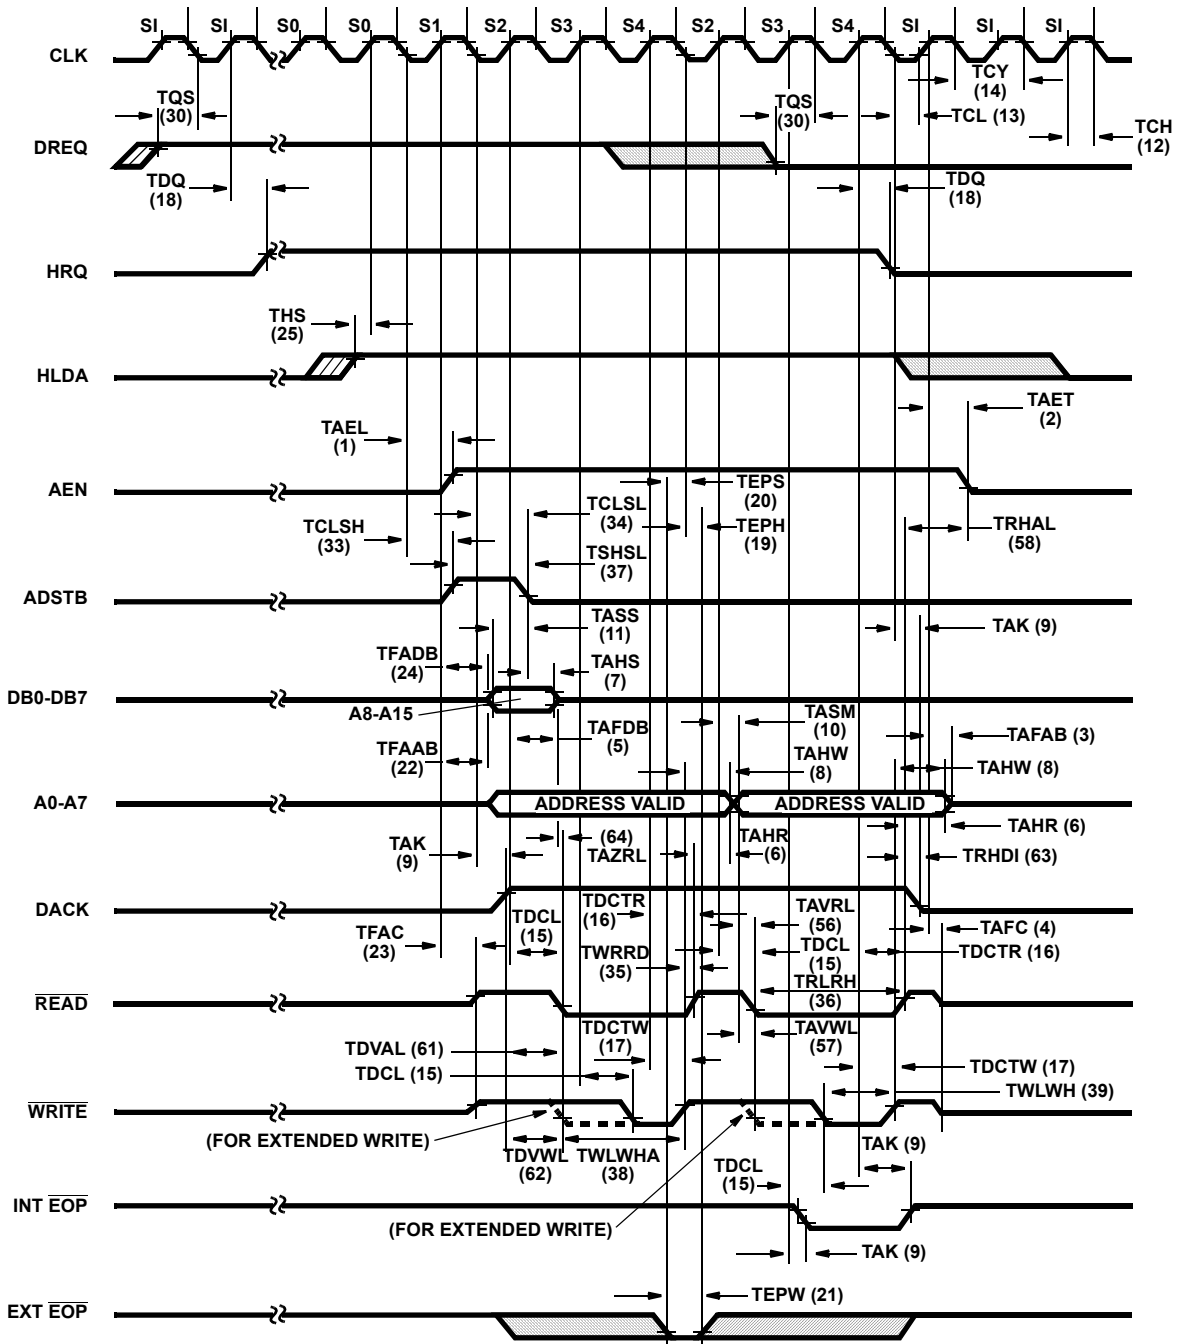 SI SI S0 S0 S1 S2 S3 S4 S2 S3 S4 SI SI SI
CLK
TCY
(14)
TQS
(30)
TQS
(30)
TCL (13)
TCH
(12)
DREQ
TDQ
(18)
TDQ
(18)
HRQ
THS
(25)
HLDA
TAET
(2)
TAEL
(1)
AEN
TEPS
(20)
TCLSL
(34)
TEPH
(19)
TRHAL
(58)
TCLSH
(33)
TSHSL
(37)
ADSTB
TASS
(11)
TAK (9)
TFADB
(24)
TAHS
(7)
DB0-DB7
A8-A15
TAFDB
(5)
TASM
(10)
TAFAB (3)
TFAAB
(22)
TAHW
(8)
TAHW (8)
A0-A7
ADDRESS VALID ADDRESS VALID
TAHR (6)
TAK
(9)
(64)
TAZRL
TAHR
(6)
TRHDI (63)
DACK
TDCTR
(16)
TAVRL
(56)
TAFC (4)
TFAC
(23)
TDCL
(15)
TWRRD
(35)
TDCL
(15)
TDCTR (16)
READ
TRLRH
(36)
TDCTW
(17)
TAVWL
(57)
TDVAL (61)
TDCTW (17)
TDCL (15)
TWLWH (39)
WRITE
(FOR EXTENDED WRITE)
TDVWL
(62)
TWLWHA
(38)
TDCL
(15)
TAK (9)
INT EOP
(FOR EXTENDED WRITE)
TAK (9)
TEPW (21)
EXT EOP